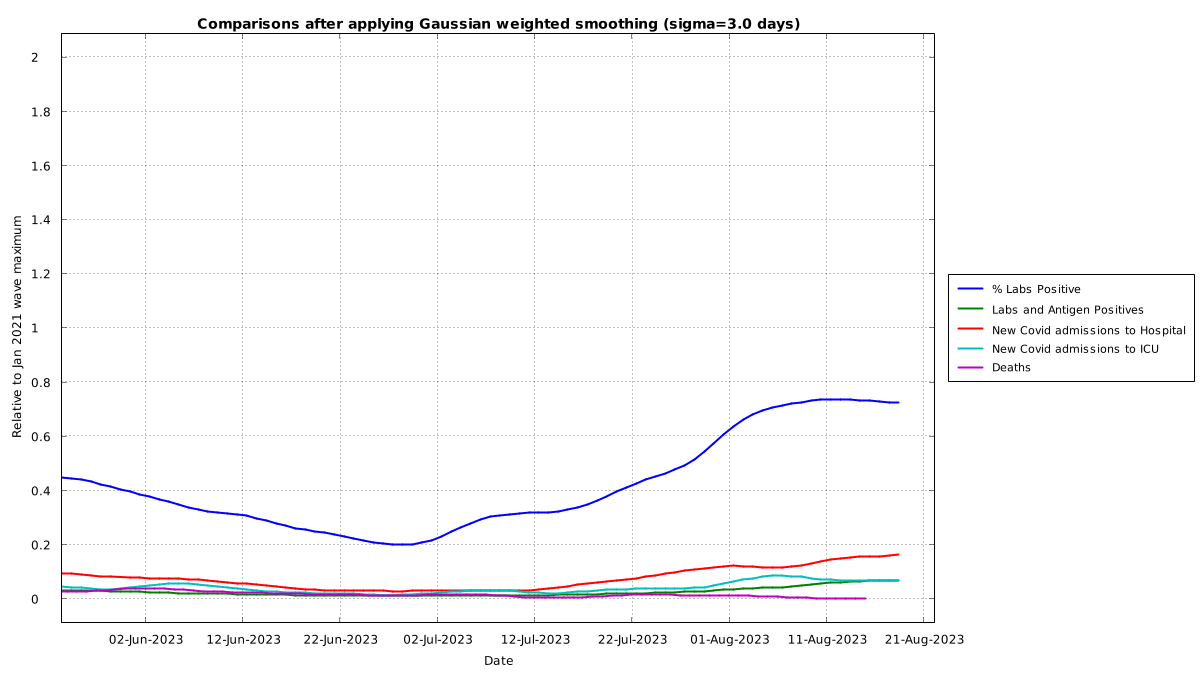 Comparisons after applying Gaussian weighted smoothing (sigma=3.0 days)
2
1.8
1.6
1.4
1.2
1
0.8
0.6
0.4
0.2
0
Relative to Jan 2021 wave maximum
02-Jun-2023 12-Jun-2023 22-Jun-2023 02-Jul-2023 12-Jul-2023 22-Jul-2023 01-Aug-2023 11-Aug-2023 21-Aug-2023
Date
% Labs Positive
Labs and Antigen Positives
New Covid admissions to Hospital
New Covid admissions to ICU
Deaths